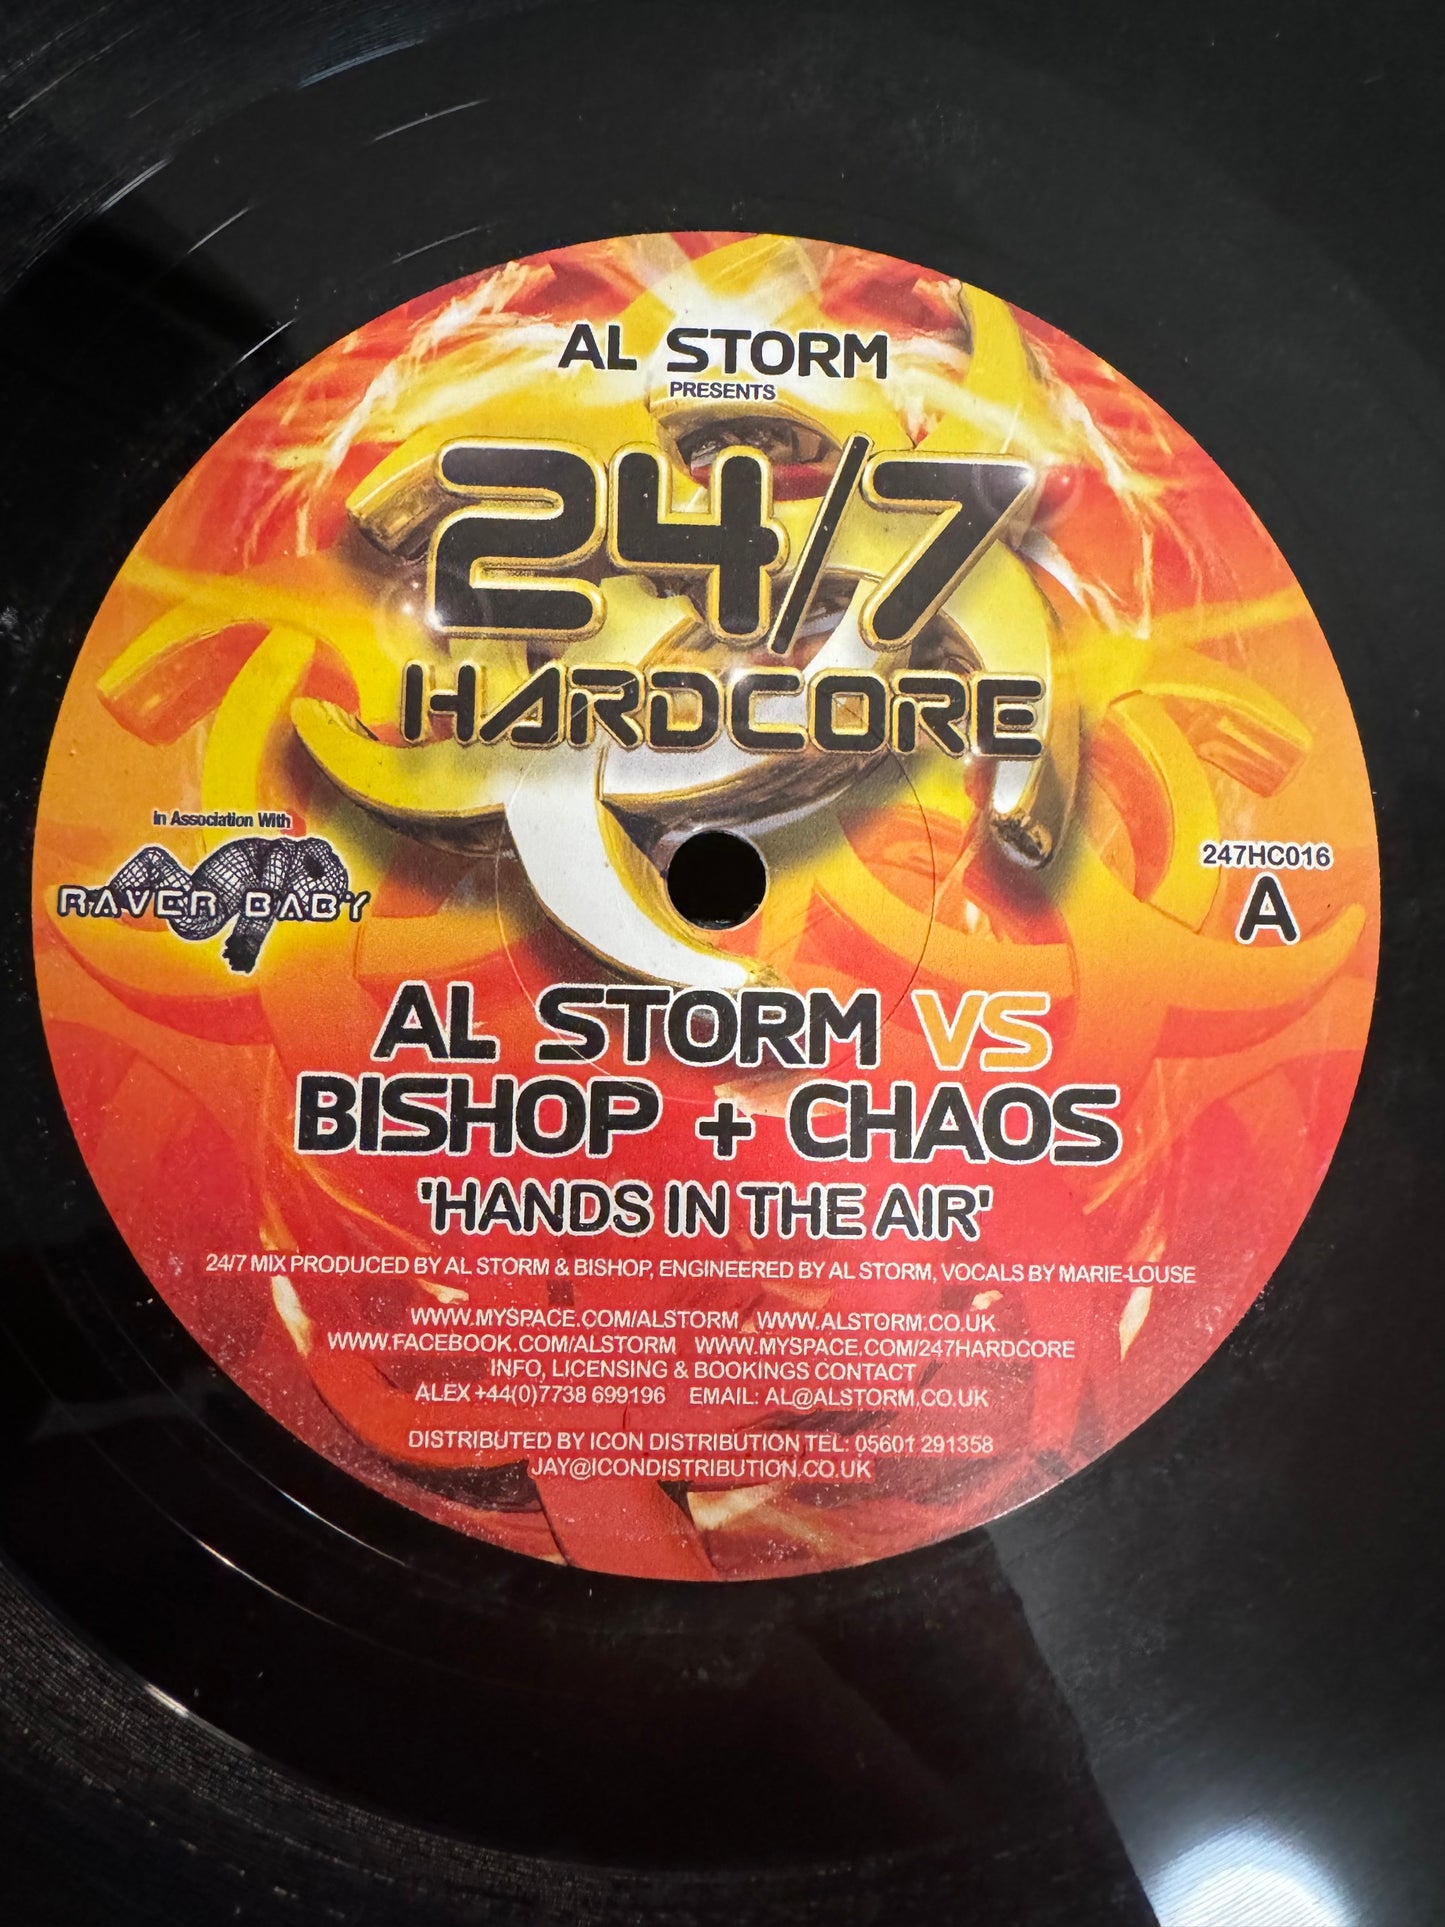 AL STORM
PRESENTS
24/7
HARDCORE
In Association With
RAVER BABY
247HC016
A
AL STORM VS
BISHOP + CHAOS
'HANDS IN THE AIR'
24/7 MIX PRODUCED BY AL STORM & BISHOP, ENGINEERED BY AL STORM, VOCALS BY MARIE-LOUSE
WWW.MYSPACE.COM/ALSTORM WWW.ALSTORM.CO.UK
WWW.FACEBOOK.COM/ALSTORM WWW.MYSPACE.COM/247HARDCORE
INFO, LICENSING & BOOKINGS CONTACT
ALEX +44(0)7738 699196 EMAIL: AL@ALSTORM.CO.UK
DISTRIBUTED BY ICON DISTRIBUTION TEL: 05601 291358
JAY@ICONDISTRIBUTION.CO.UK